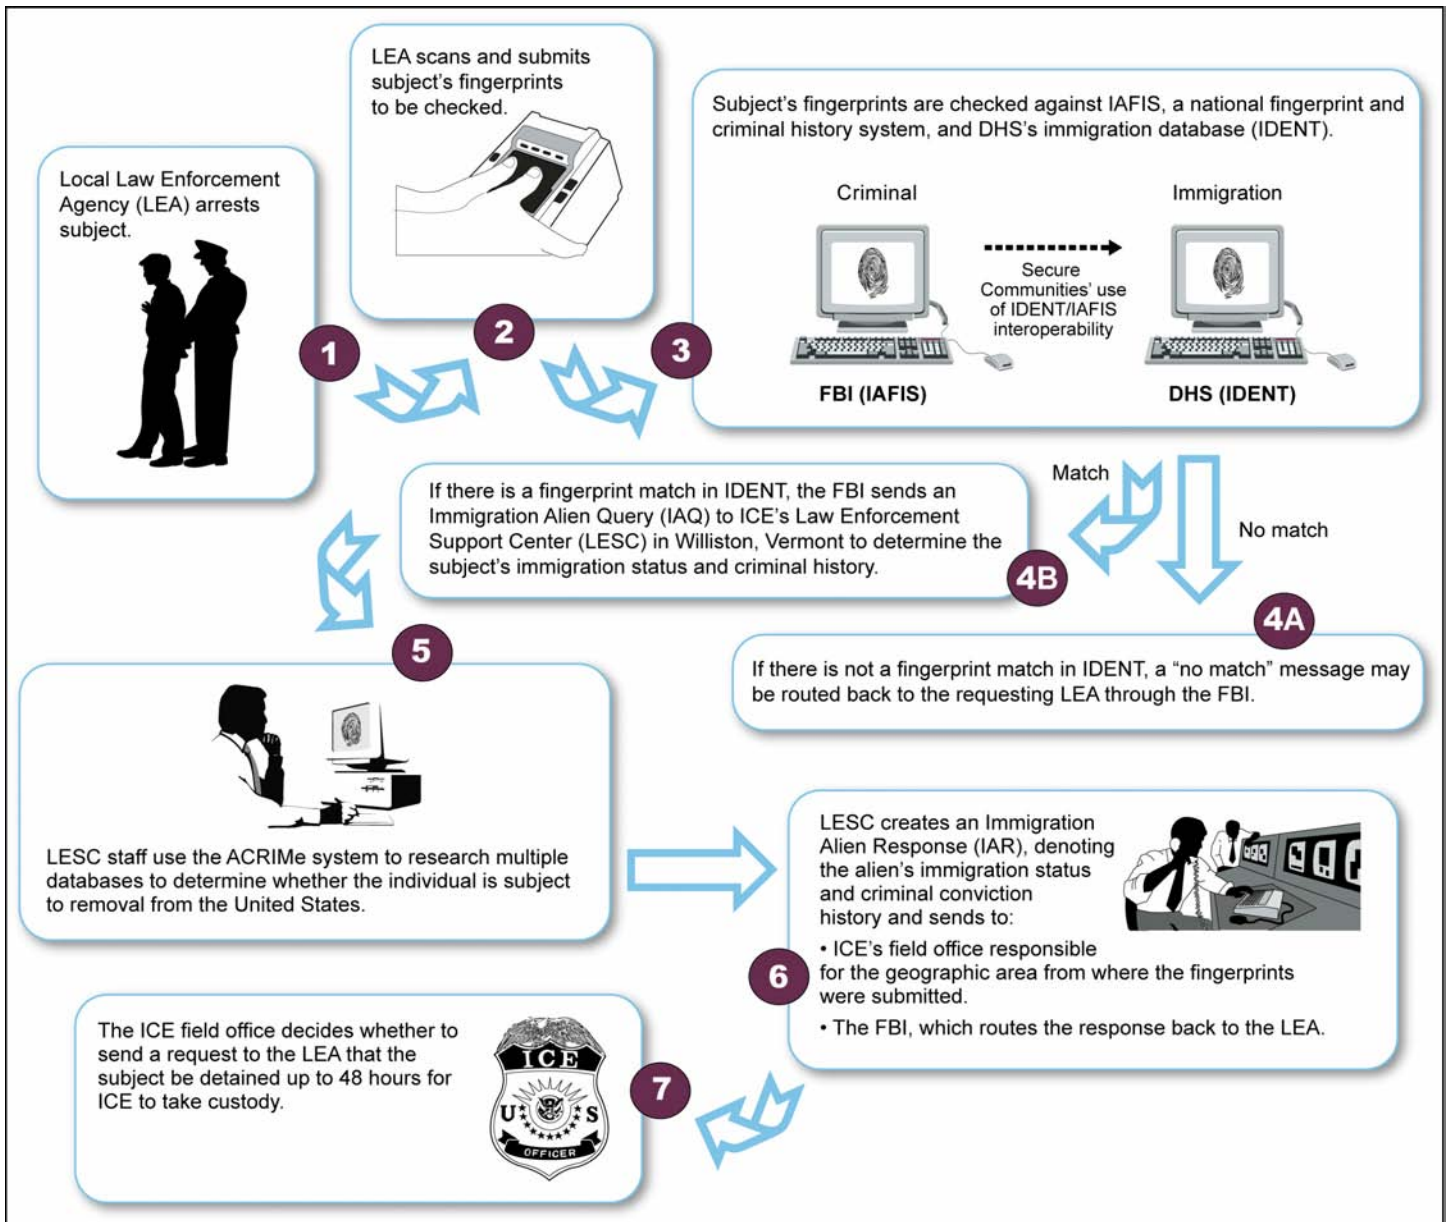 Local Law Enforcement
Agency (LEA) arrests
subject.
1
LEA scans and submits
subject's fingerprints
to be checked.
2
Subject's fingerprints are checked against IAFIS, a national fingerprint and
criminal history system, and DHS's immigration database (IDENT).
Criminal
Immigration
Secure
Communities' use
of IDENT/IAFIS
interoperability
FBI (IAFIS)
DHS (IDENT)
3
Match
No match
4A
If there is not a fingerprint match in IDENT, a “no match” message may
be routed back to the requesting LEA through the FBI.
If there is a fingerprint match in IDENT, the FBI sends an
Immigration Alien Query (IAQ) to ICE's Law Enforcement
Support Center (LESC) in Williston, Vermont to determine the
subject's immigration status and criminal history.
4B
5
LESC staff use the ACRIMe system to research multiple
databases to determine whether the individual is subject
to removal from the United States.
LESC creates an Immigration
Alien Response (IAR), denoting
the alien's immigration status
and criminal conviction
history and sends to:
• ICE's field office responsible
for the geographic area from where the fingerprints
were submitted.
• The FBI, which routes the response back to the LEA.
6
The ICE field office decides whether to
send a request to the LEA that the
subject be detained up to 48 hours for
ICE to take custody.
ICE
U S
OFFICER
7